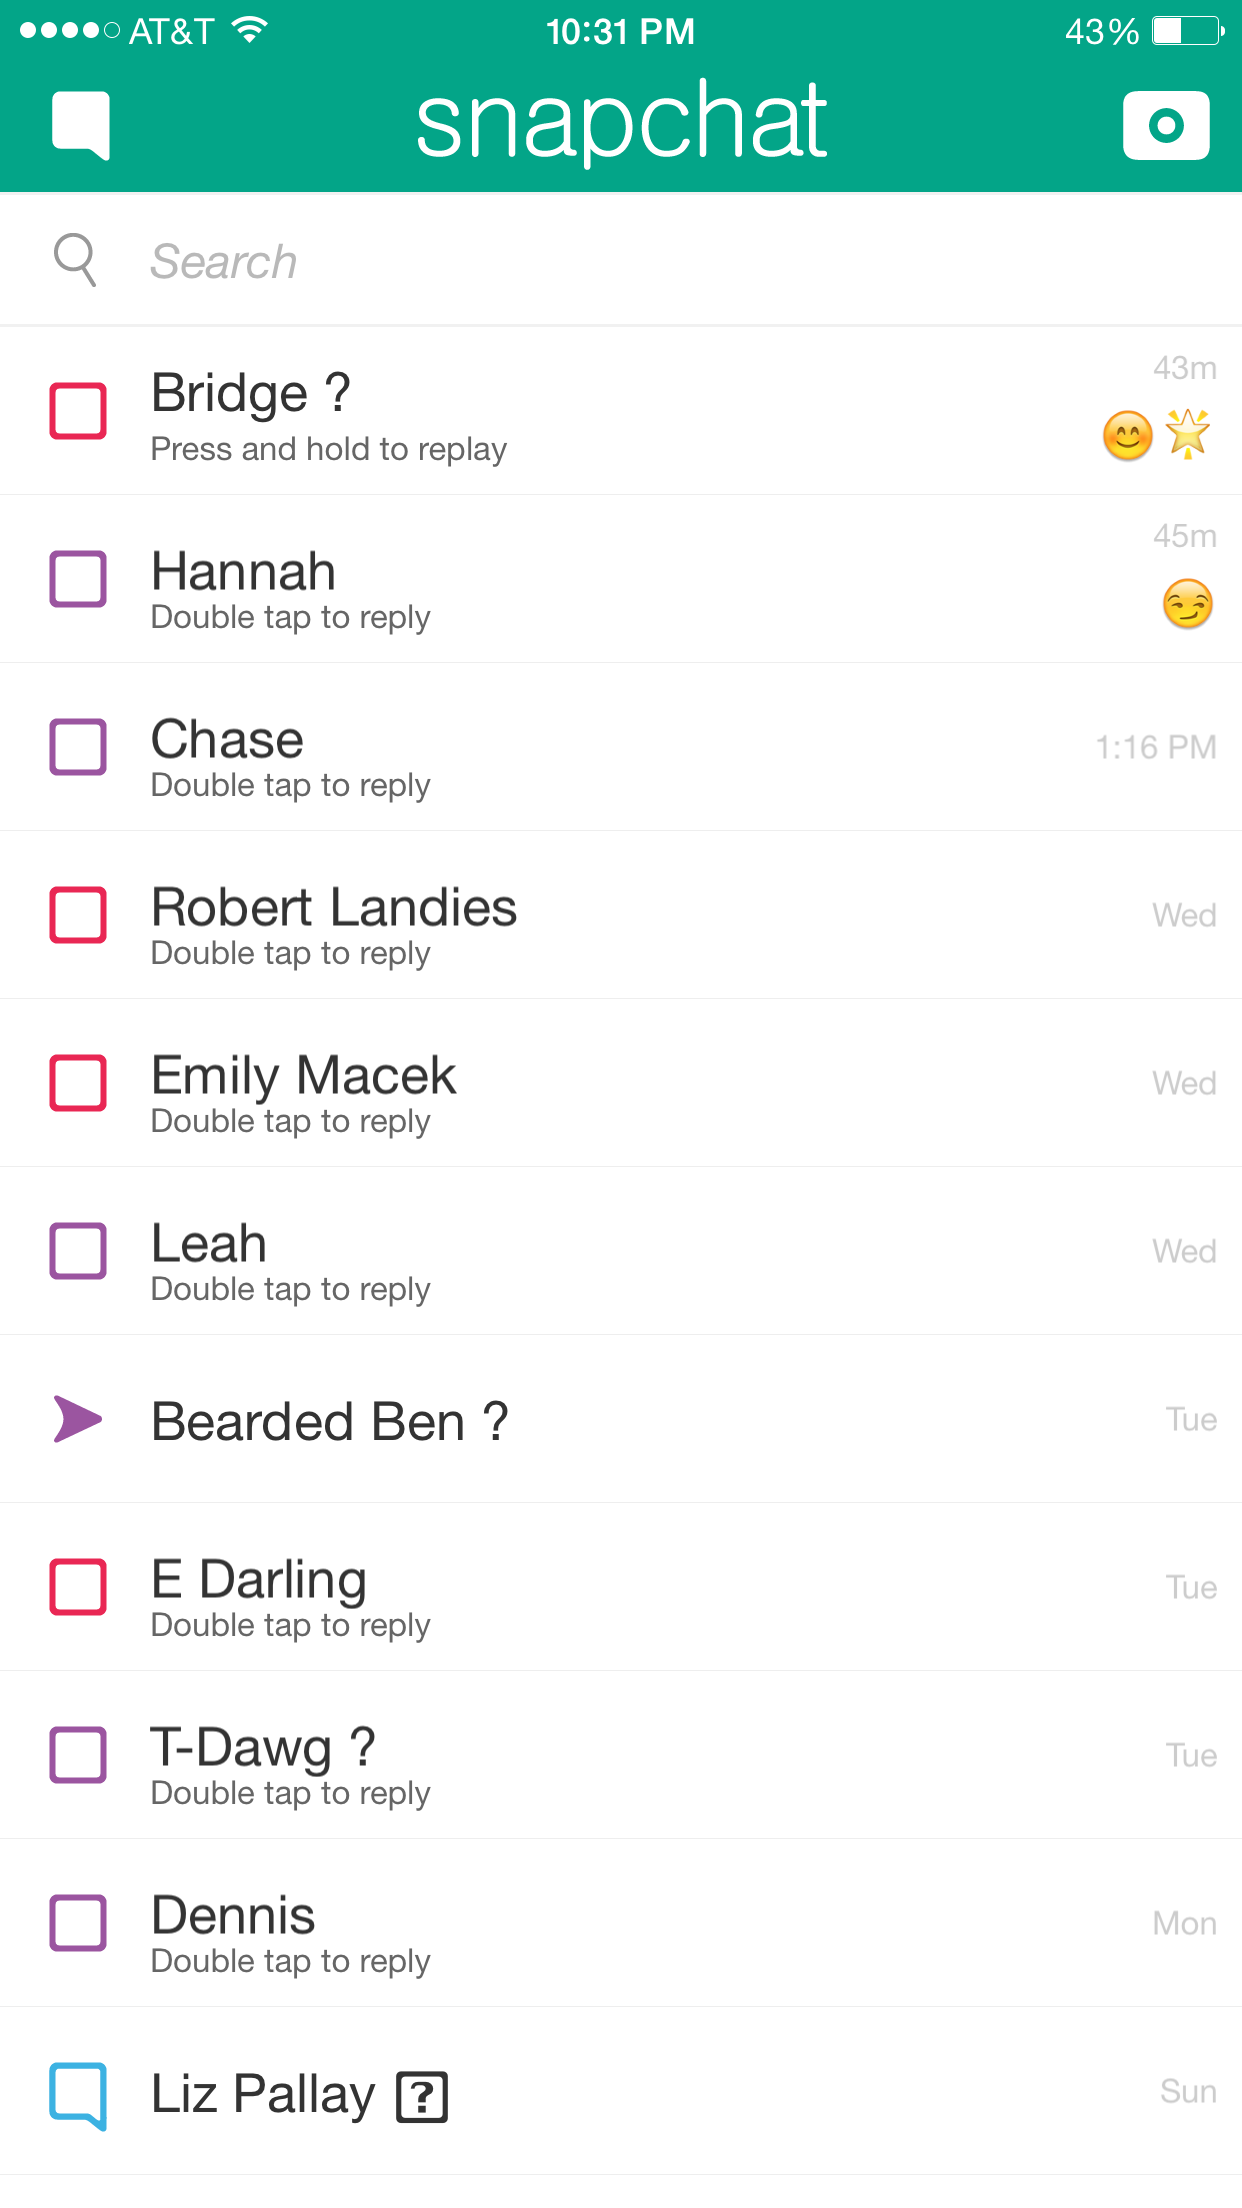 AT&T 10:31 PM 43%
snapchat
Search
43m
Bridge ?
Press and hold to replay
45m
Hannah
Double tap to reply
Chase
1:16 PM
Double tap to reply
Robert Landies
Wed
Double tap to reply
Emily Macek
Wed
Double tap to reply
Leah
Wed
Double tap to reply
Bearded Ben ?
Tue
E Darling
Tue
Double tap to reply
T-Dawg ?
Tue
Double tap to reply
Dennis
Mon
Double tap to reply
Liz Pallay ?
Sun